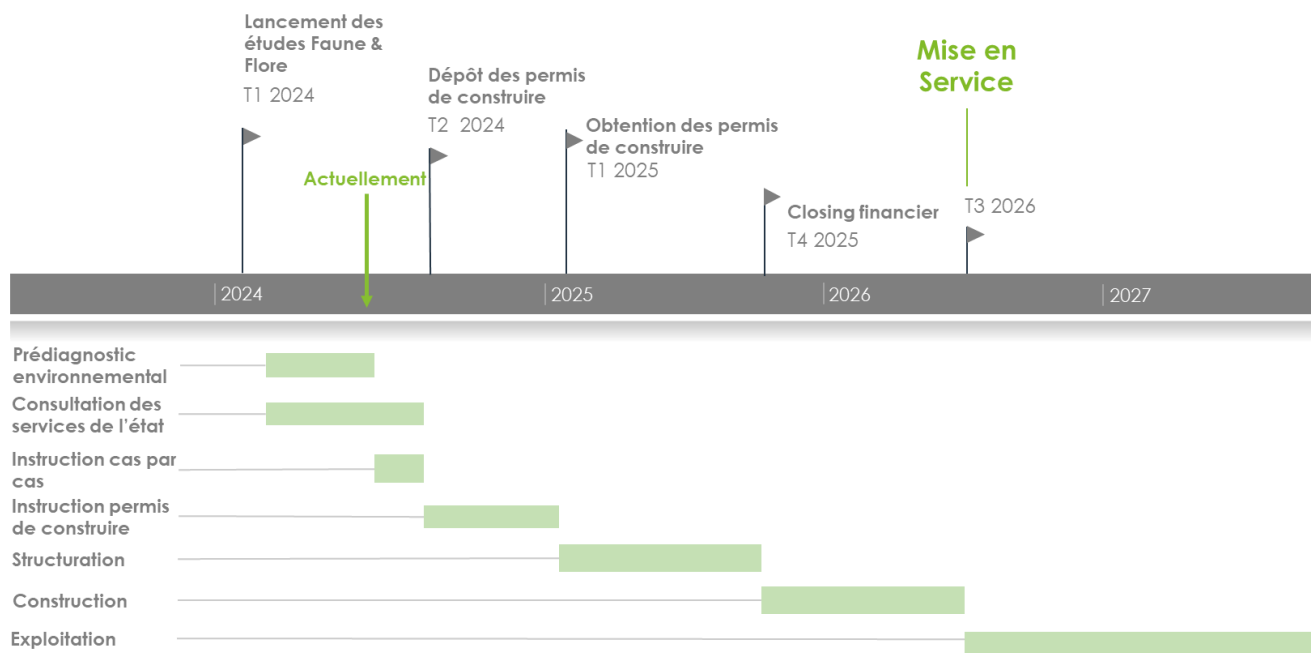 Lancement des
études Faune &
Flore
T1 2024
Dépôt des permis
de construire
T2 2024
Actuellement
Obtention des permis
de construire
T1 2025
Closing financier
T4 2025
Mise en
Service
T3 2026
2024
2025
2026
2027
Prédiagnostic
environnemental
Consultation des
services de l’état
Instruction cas par
cas
Instruction permis
de construire
Structuration
Construction
Exploitation